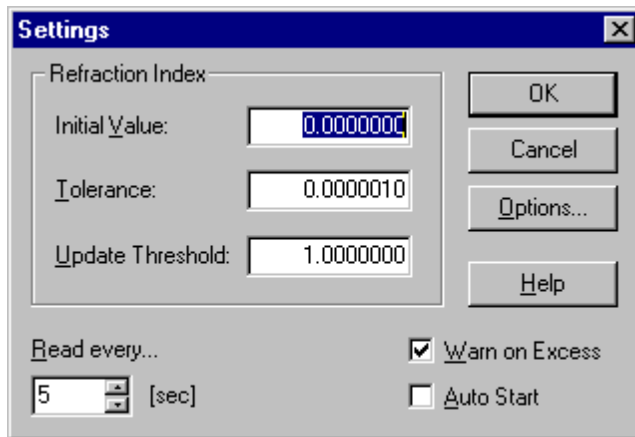 Settings
Refraction Index
Initial Value:
0.0000000
Tolerance:
0.0000010
Update Threshold:
1.0000000
OK
Cancel
Options...
Help
Read every...
5
[sec]
Warn on Excess
Auto Start